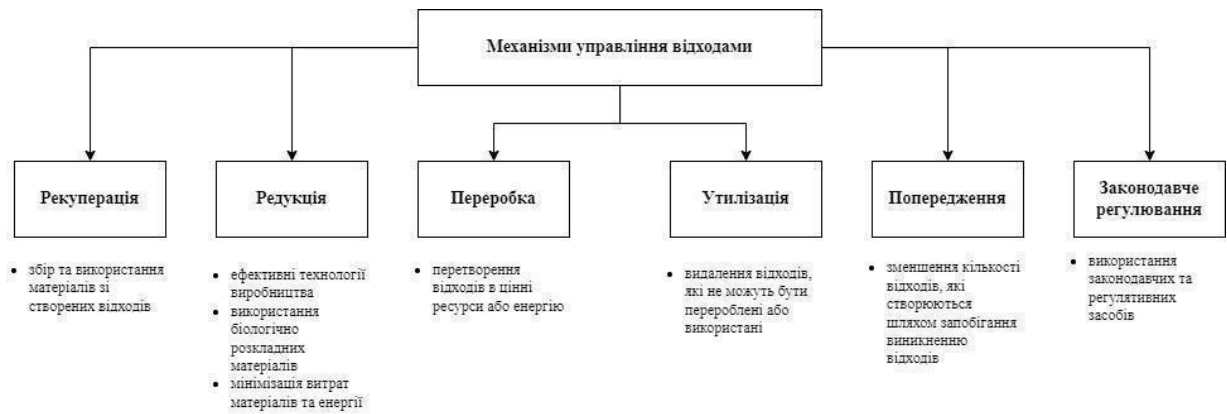 Механізми управління відходами
Рекуперація
Редукція
Переробка
Утилізація
Попередження
Законодавче
регулювання
• збір та використання
матеріалів зі
створених відходів
• ефективні технології
виробництва
• використання
біологічно
розкладних
матеріалів
• мінімізація витрат
матеріалів та енергії
• перетворення
відходів в цінні
ресурси або енергію
• видалення відходів,
які не можуть бути
перероблені або
використані
• зменшення кількості
відходів, які
створюються
шляхом запобігання
виникненню
відходів
• використання
законодавчих та
регулятивних
засобів